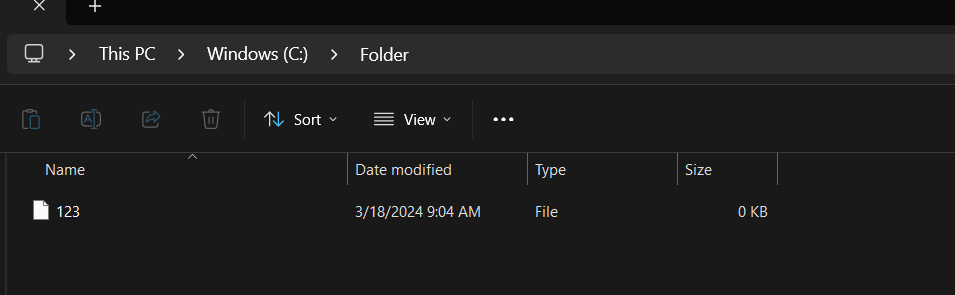 This PC > Windows (C:) > Folder
Sort View
Name Date modified Type Size
123 3/18/2024 9:04 AM File 0 KB